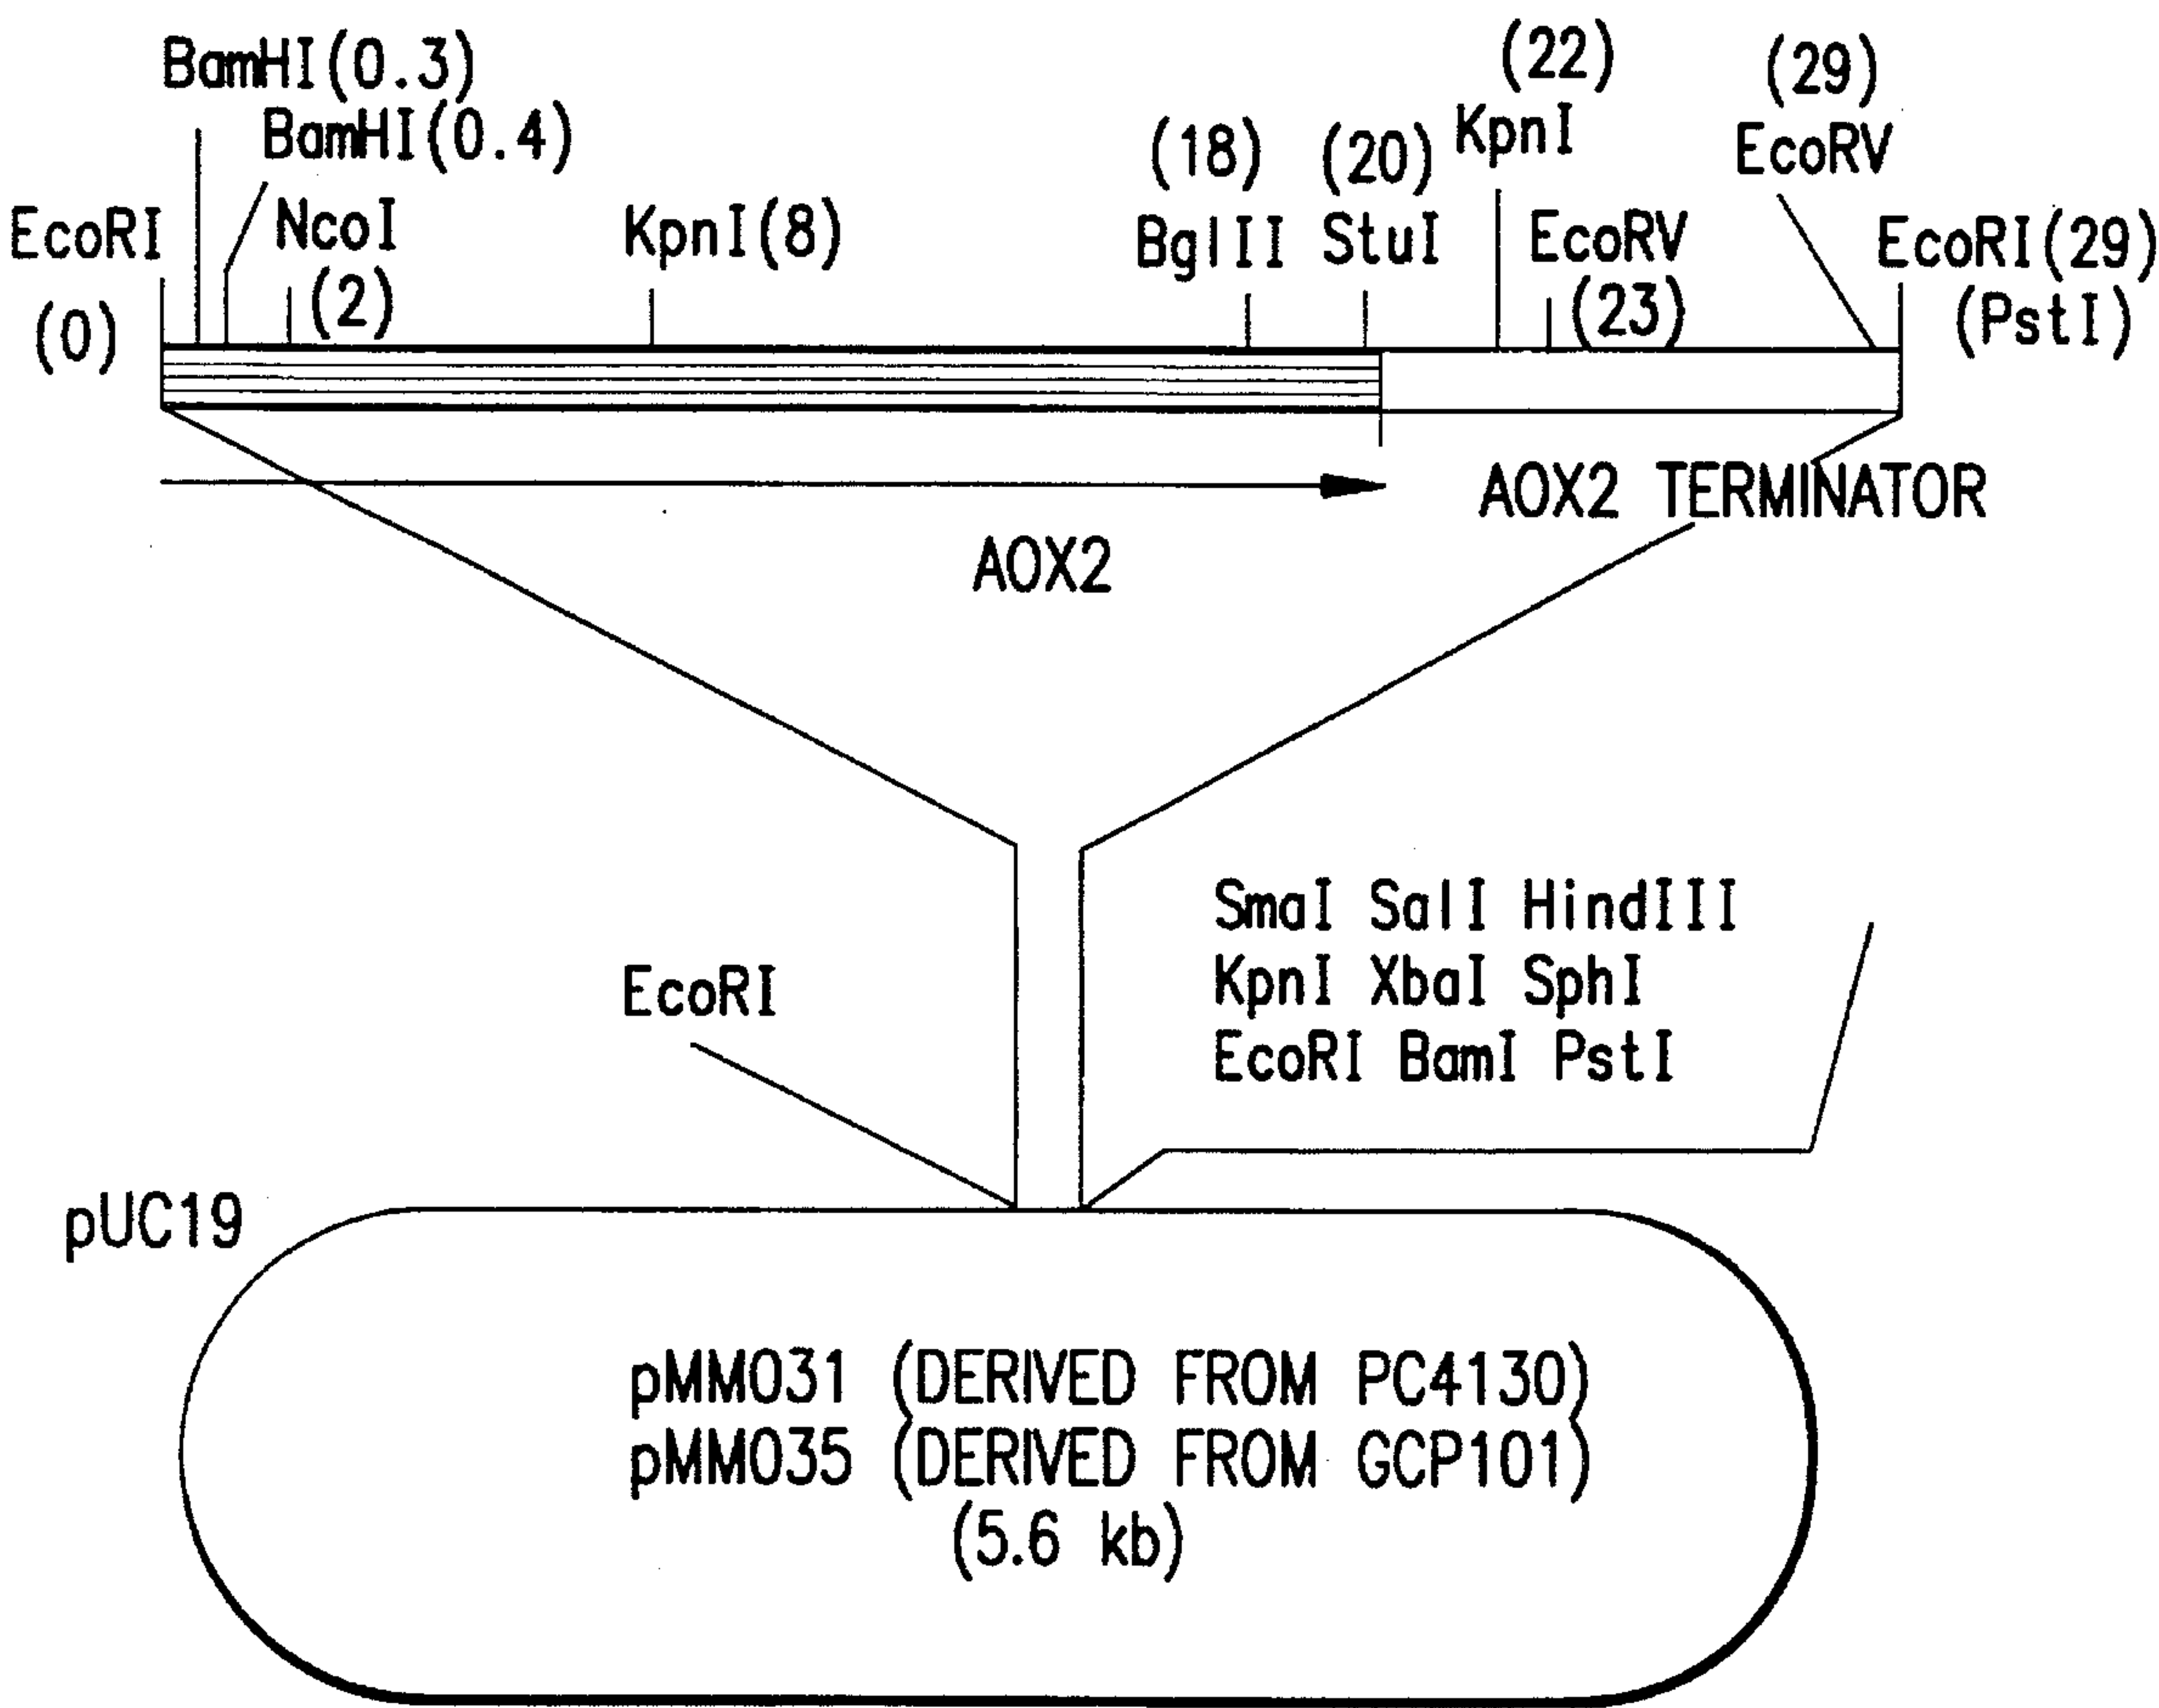 BamHI(0.3)
BamHI(0.4)
EcoRI
(0)
NcoI
(2)
KpnI(8)
(18)
BglII
(20)
StuI
(22)
KpnI
EcoRV
(23)
(29)
EcoRV
EcoRI(29)
(PstI)
AOX2 TERMINATOR
AOX2
SmaI SalI HindIII
KpnI XbaI SphI
EcoRI BamI PstI
EcoRI
pUC19
pMM031 (DERIVED FROM PC4130)
pMM035 (DERIVED FROM GCP101)
(5.6 kb)